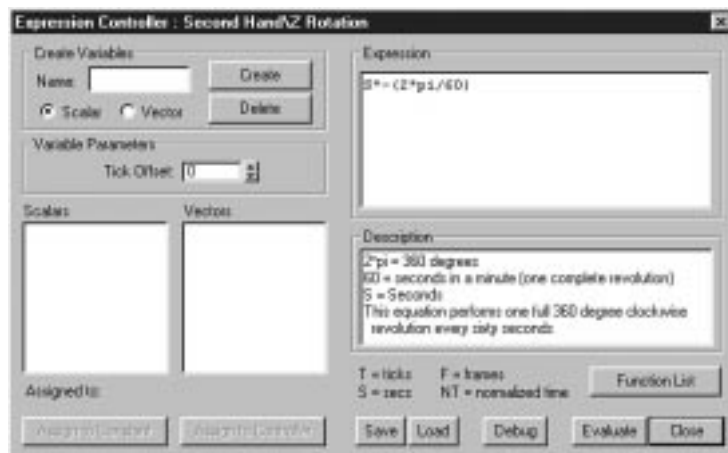 Expression Controller : Second Hand\Z Rotation
Create Variables
Name:
Create
Scalar
Vector
Delete
Variable Parameters
Tick Offset: 0
Scalars
Vectors
Assigned to:
Assign to Constant
Assign to Controller
Expression
S*-(2*pi/60)
Description
2*pi = 360 degrees
60 = seconds in a minute (one complete revolution)
S = Seconds
This equation performs one full 360 degree clockwise
revolution every sixty seconds
T = ticks
F = frames
S = secs
NT = normalized time
Function List
Save
Load
Debug
Evaluate
Close